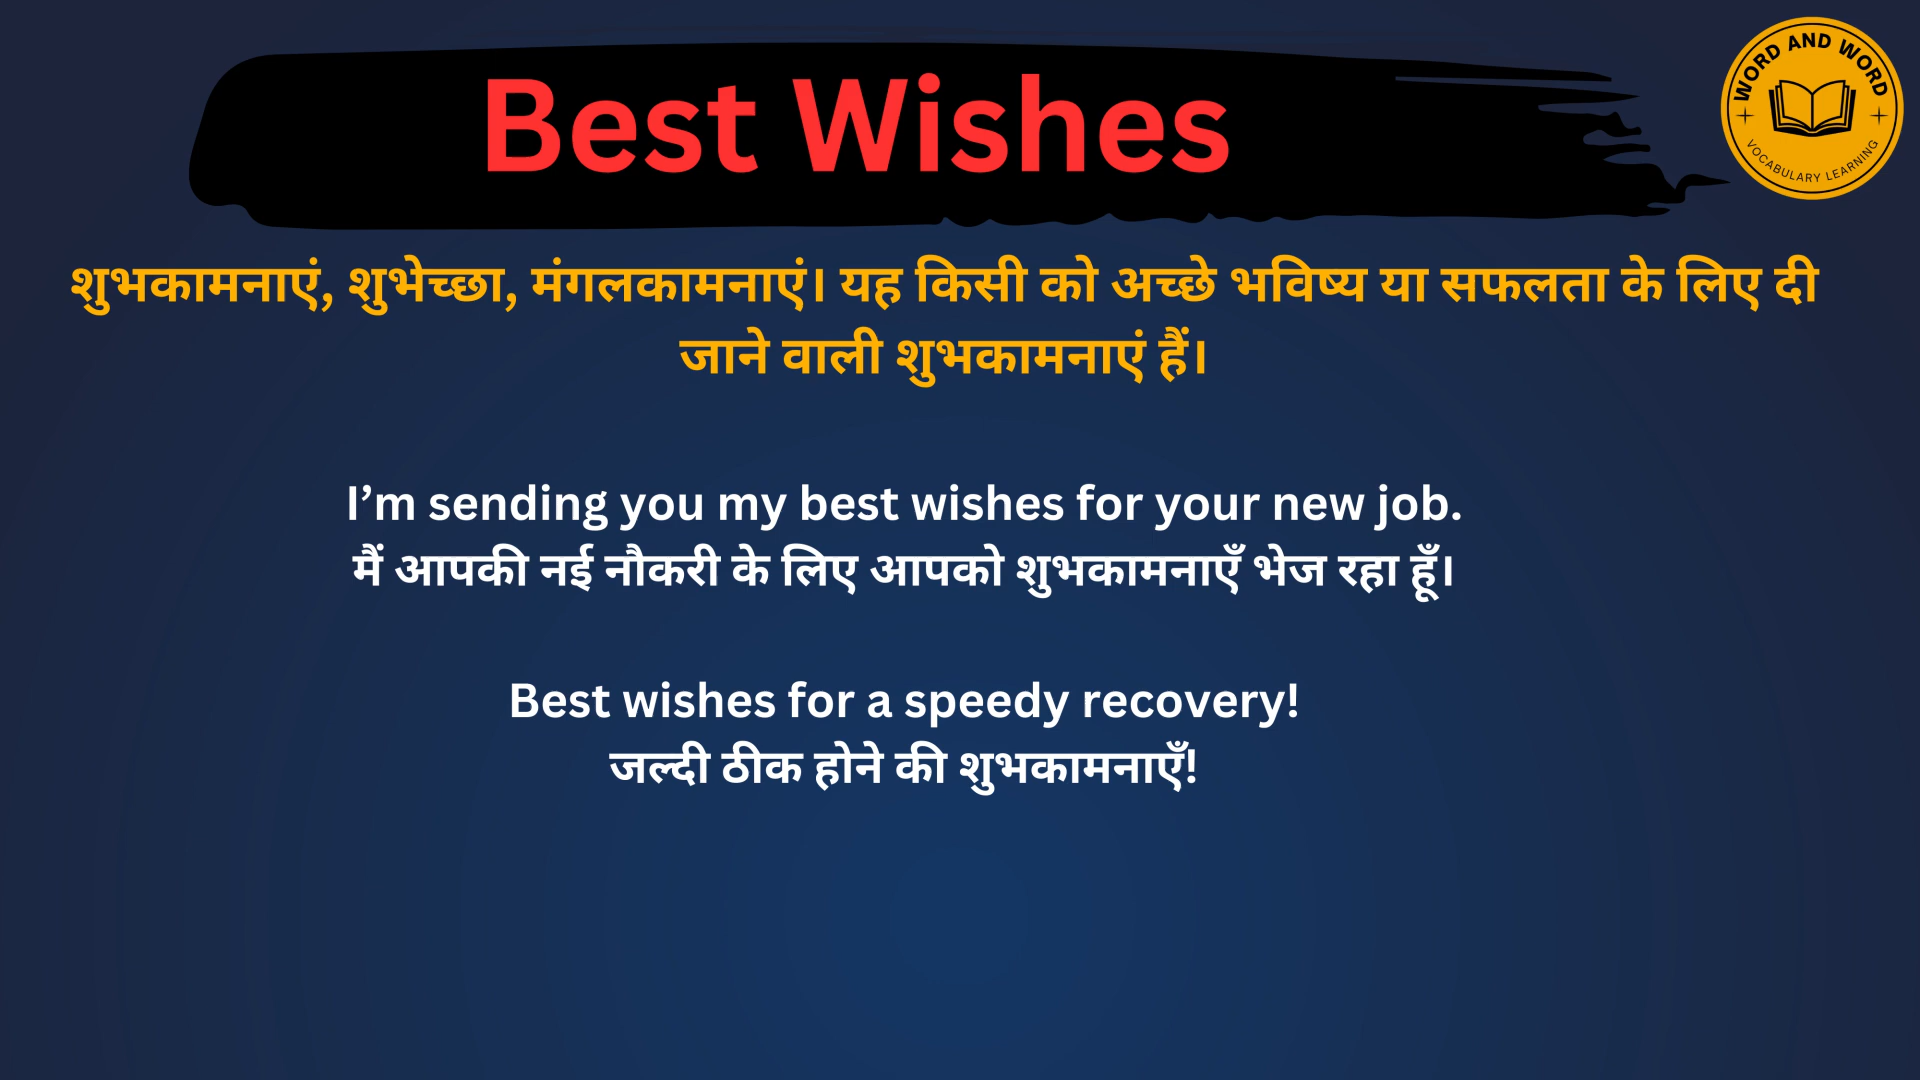 Best Wishes
WORD AND WORD
VOCABULARY LEARNING
शुभकामनाएं, शुभेच्छा, मंगलकामनाएं। यह किसी को अच्छे भविष्य या सफलता के लिए दी
जाने वाली शुभकामनाएं हैं।
I’m sending you my best wishes for your new job.
मैं आपकी नई नौकरी के लिए आपको शुभकामनाएँ भेज रहा हूँ।
Best wishes for a speedy recovery!
जल्दी ठीक होने की शुभकामनाएँ!